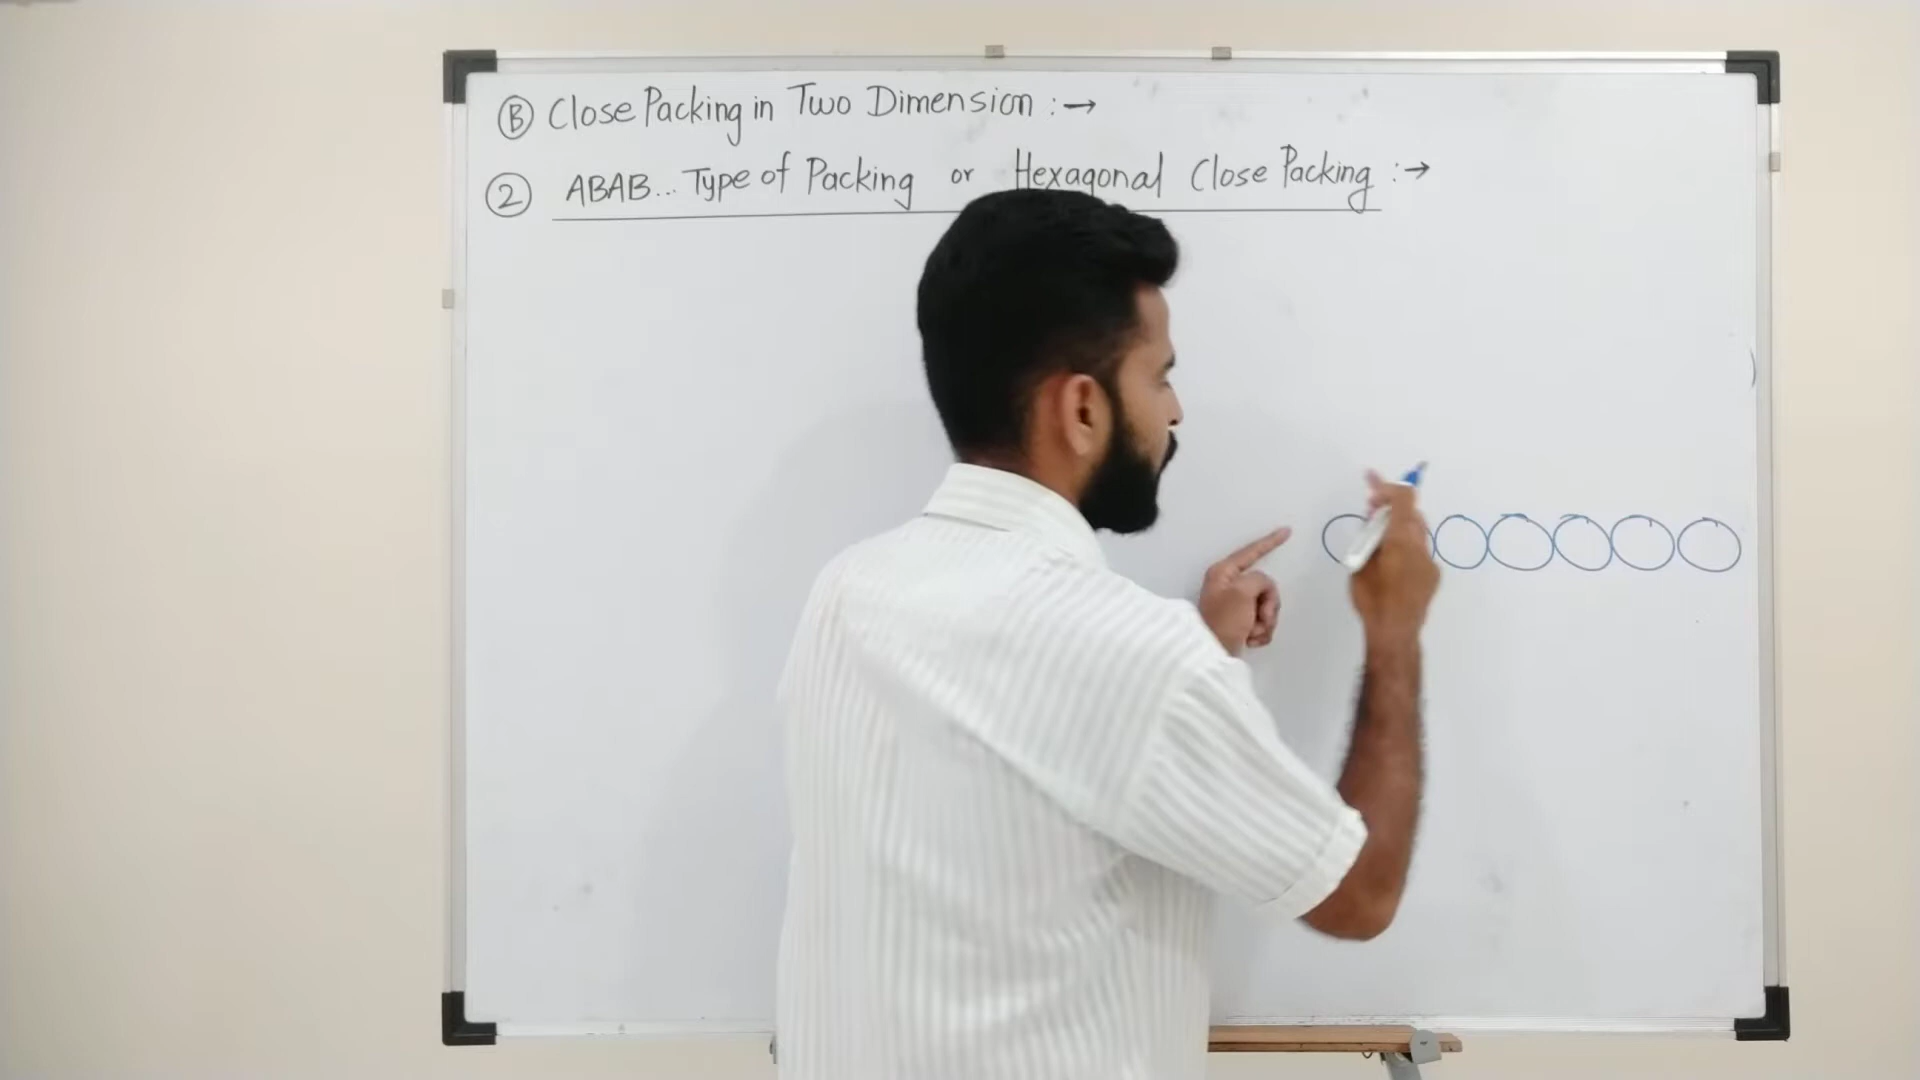 Ⓑ Close Packing in Two Dimension :→
② ABAB... Type of Packing or Hexagonal Close Packing :→